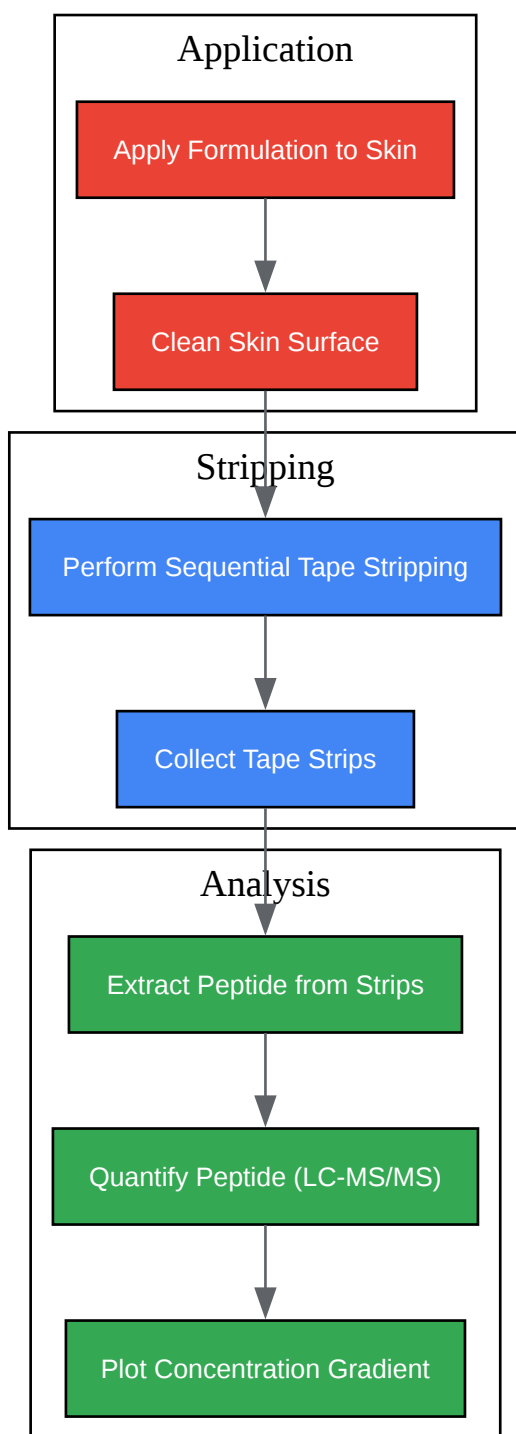 Application
Apply Formulation to Skin
Clean Skin Surface
Stripping
Perform Sequential Tape Stripping
Collect Tape Strips
Analysis
Extract Peptide from Strips
Quantify Peptide (LC-MS/MS)
Plot Concentration Gradient